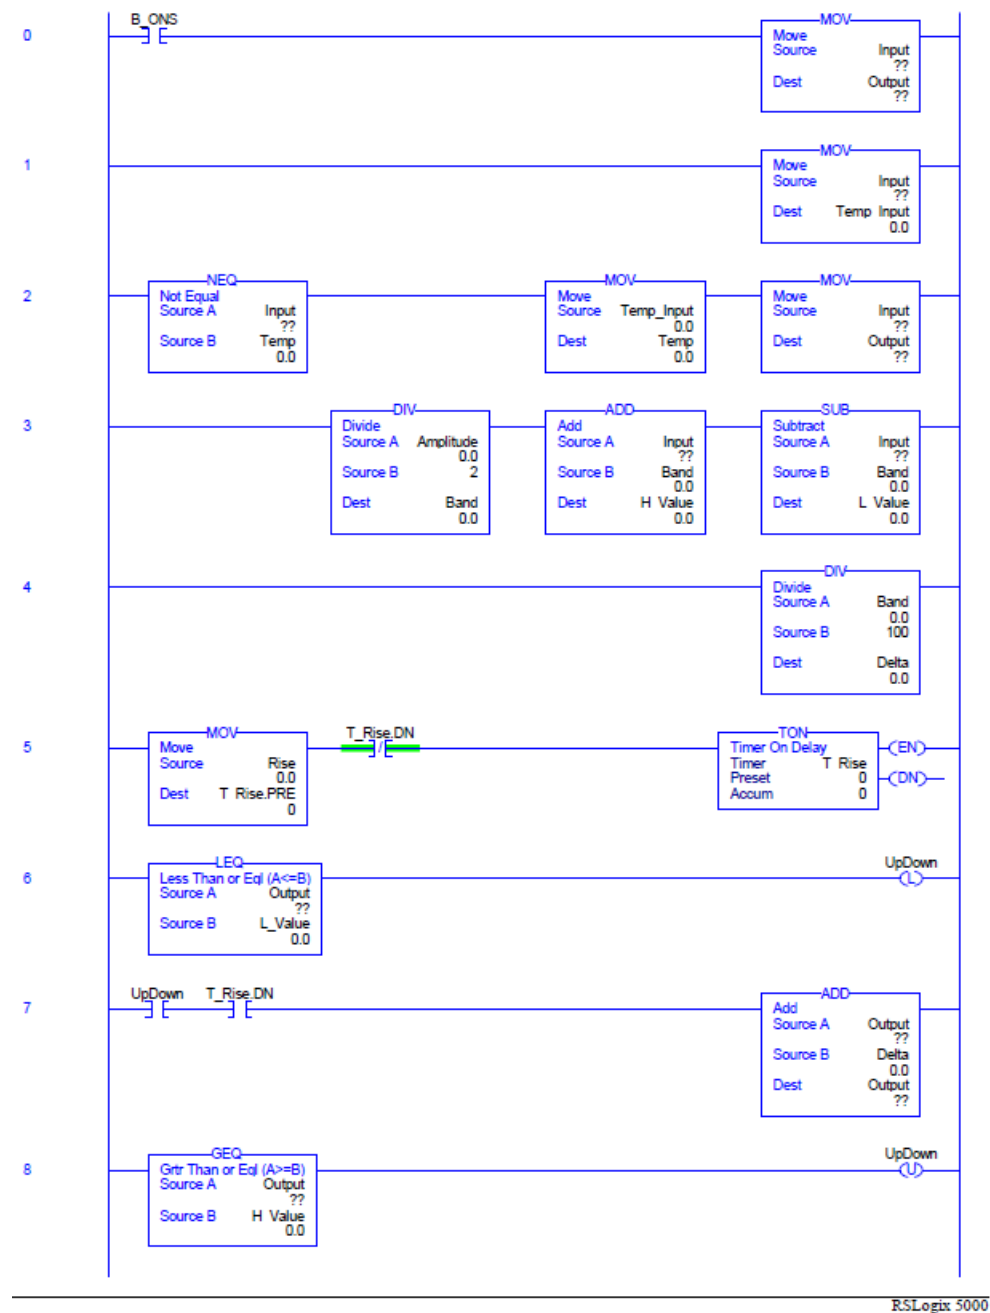 B_ONS
0
MOV
Move
Source Input
??
Dest Output
??
1
MOV
Move
Source Input
??
Dest Temp_Input
0.0
2
NEQ
Not Equal
Source A Input
??
Source B Temp
0.0
MOV
Move
Source Temp_Input
0.0
Dest Temp
0.0
MOV
Move
Source Input
??
Dest Output
??
3
DIV
Divide
Source A Amplitude
0.0
Source B 2
Dest Band
0.0
ADD
Add
Source A Input
??
Source B Band
0.0
Dest H_Value
0.0
SUB
Subtract
Source A Input
??
Source B Band
0.0
Dest L_Value
0.0
4
DIV
Divide
Source A Band
0.0
Source B 100
Dest Delta
0.0
5
MOV
Move
Source Rise
0.0
Dest T_Rise.PRE
0
T_Rise.DN
/
TON
Timer On Delay
Timer T_Rise
Preset 0
Accum 0
EN
DN
6
LEQ
Less Than or Eql (A<=B)
Source A Output
??
Source B L_Value
0.0
UpDown
L
7
UpDown T_Rise.DN
ADD
Add
Source A Output
??
Source B Delta
0.0
Dest Output
??
8
GEQ
Grtr Than or Eql (A>=B)
Source A Output
??
Source B H_Value
0.0
UpDown
U
RSLogix 5000